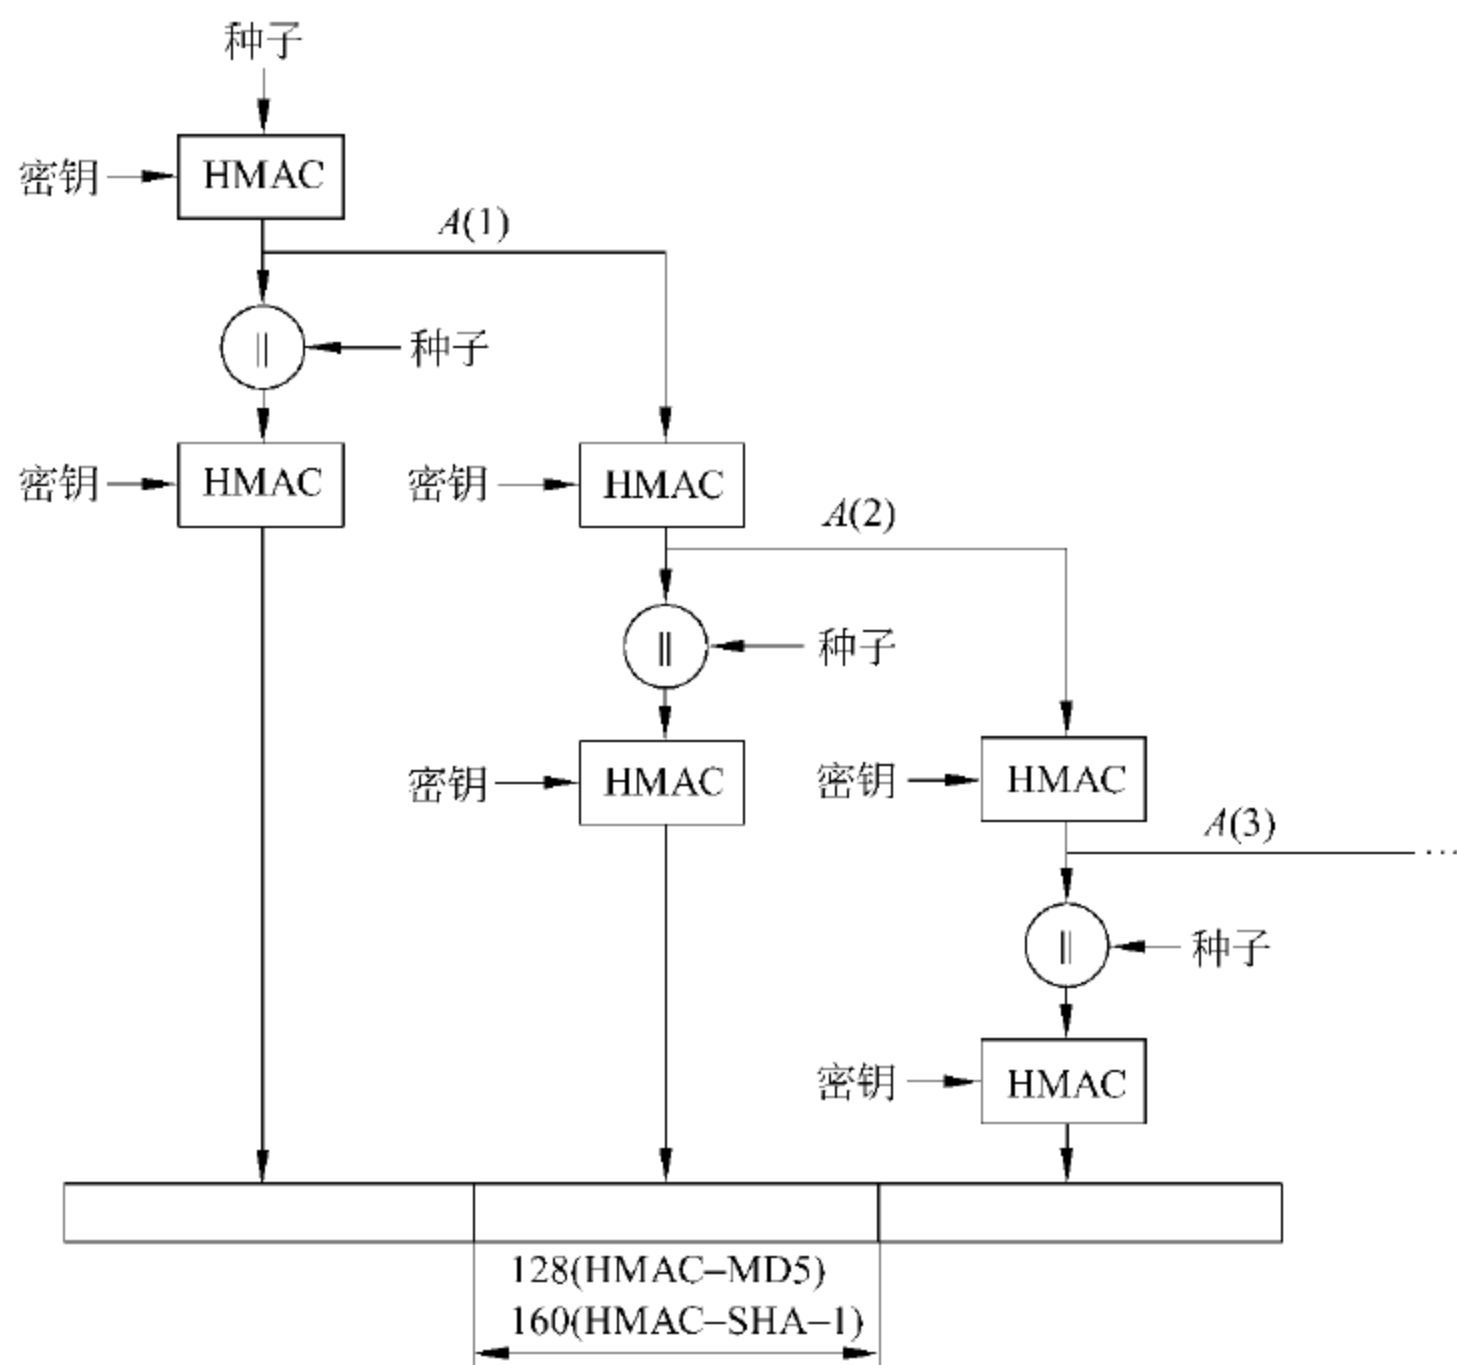 种子
密钥 HMAC
A(1)
|| 种子
密钥 HMAC 密钥 HMAC
A(2)
|| 种子
密钥 HMAC 密钥 HMAC
A(3)
...
|| 种子
密钥 HMAC
128(HMAC–MD5)
160(HMAC–SHA–1)